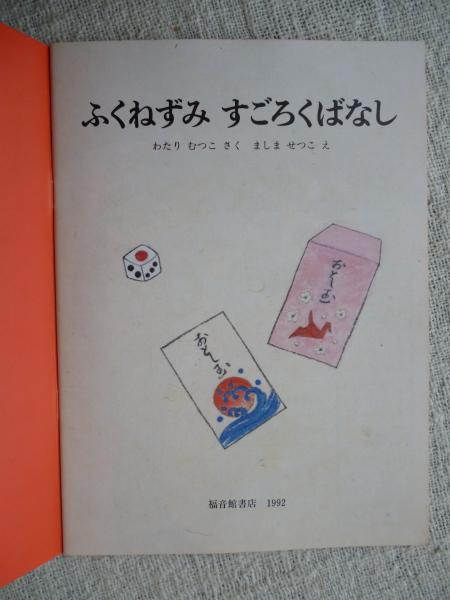 ふくねずみ すごろくばなし
わたり むつこ さく ましま せつこ え
おとし玉
おとし玉
福音館書店 1992